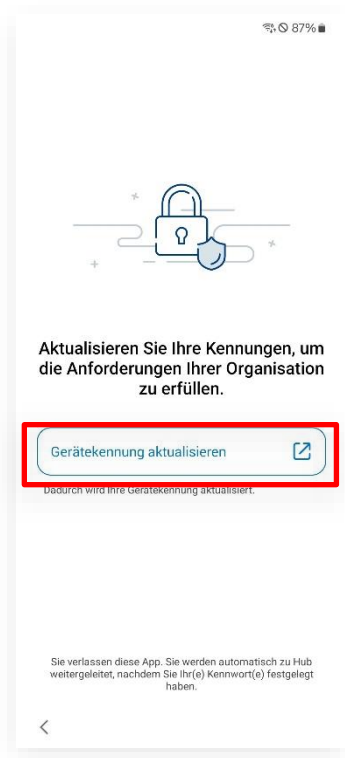 87%
Aktualisieren Sie Ihre Kennungen, um
die Anforderungen Ihrer Organisation
zu erfüllen.
Gerätekennung aktualisieren
Dadurch wird Ihre Gerätekennung aktualisiert.
Sie verlassen diese App. Sie werden automatisch zu Hub
weitergeleitet, nachdem Sie Ihr(e) Kennwort(e) festgelegt
haben.